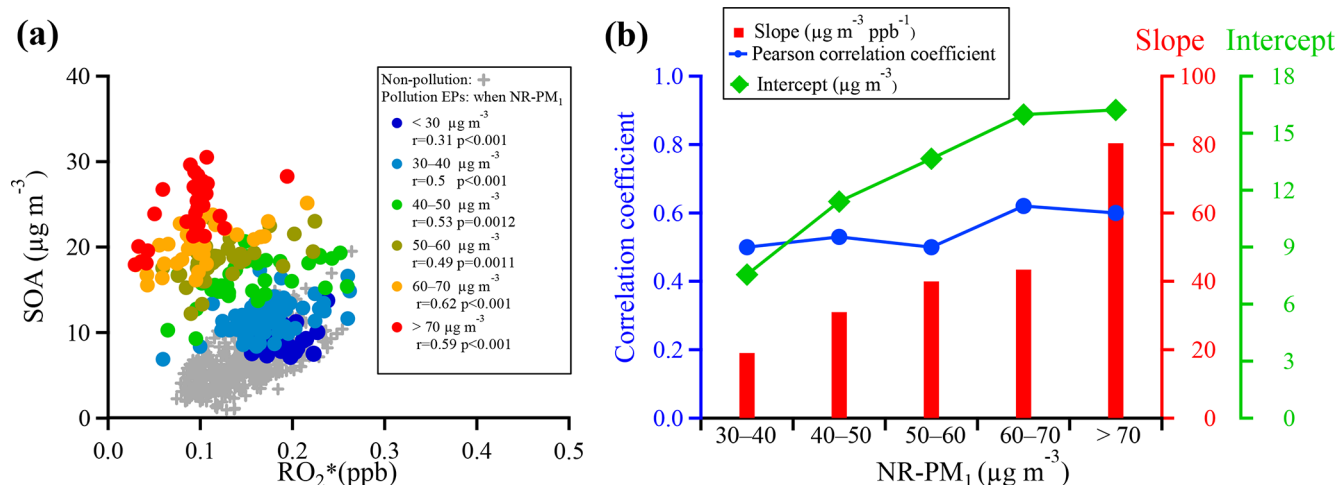 (a)
40
30
20
10
0
SOA (µg m⁻³)
0.0 0.1 0.2 0.3 0.4 0.5
RO₂*(ppb)
Non-pollution: +
Pollution EPs: when NR-PM₁
< 30 µg m⁻³
r=0.31 p<0.001
30–40 µg m⁻³
r=0.5 p<0.001
40–50 µg m⁻³
r=0.53 p=0.0012
50–60 µg m⁻³
r=0.49 p=0.0011
60–70 µg m⁻³
r=0.62 p<0.001
> 70 µg m⁻³
r=0.59 p<0.001
(b)
Slope (µg m⁻³ ppb⁻¹)
Pearson correlation coefficient
Intercept (µg m⁻³)
Slope Intercept
1.0
0.8
0.6
0.4
0.2
0.0
Correlation coefficient
100
80
60
40
20
0
18
15
12
9
6
3
0
30–40 40–50 50–60 60–70 > 70
NR-PM₁ (µg m⁻³)